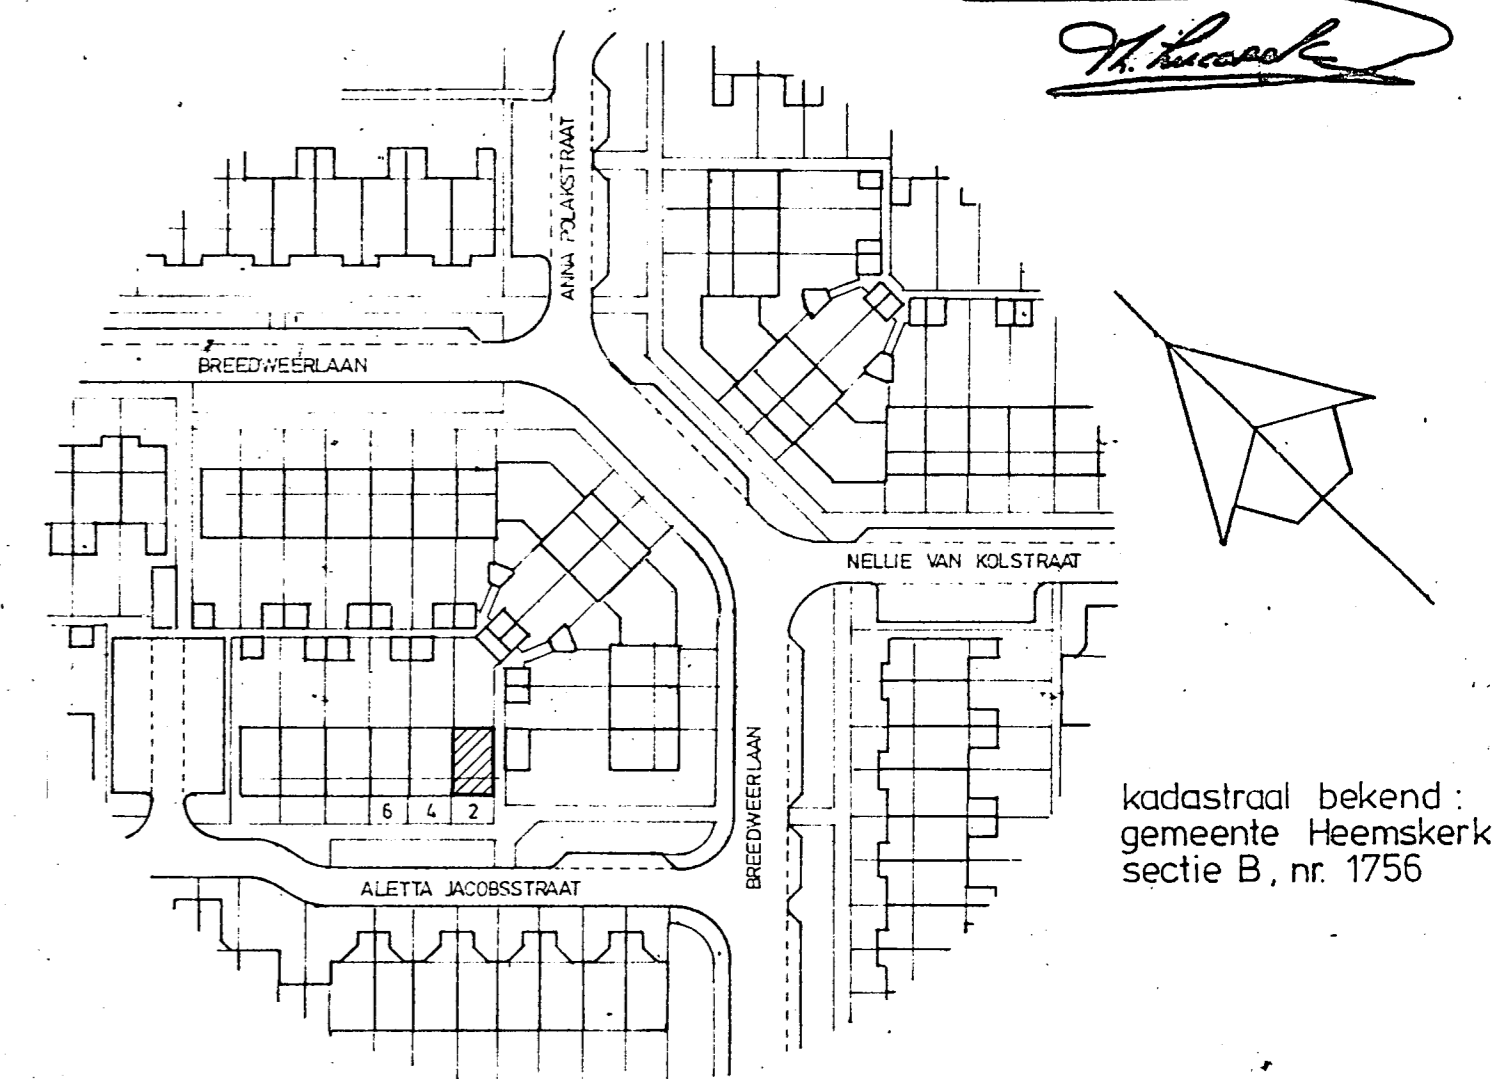 ANNA POLAKSTRAAT
BREEDWEERLAAN
NELLIE VAN KOLSTRAAT
6 4 2
BREEDWEERLAAN
ALETTA JACOBSSTRAAT
kadastraal bekend :
gemeente Heemskerk
sectie B, nr. 1756